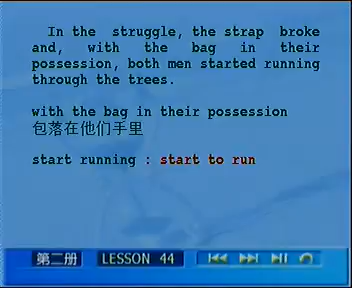 In the struggle, the strap broke
and, with the bag in their
possession, both men started running
through the trees.
with the bag in their possession
包落在他们手里
start running : start to run
第二册 LESSON 44